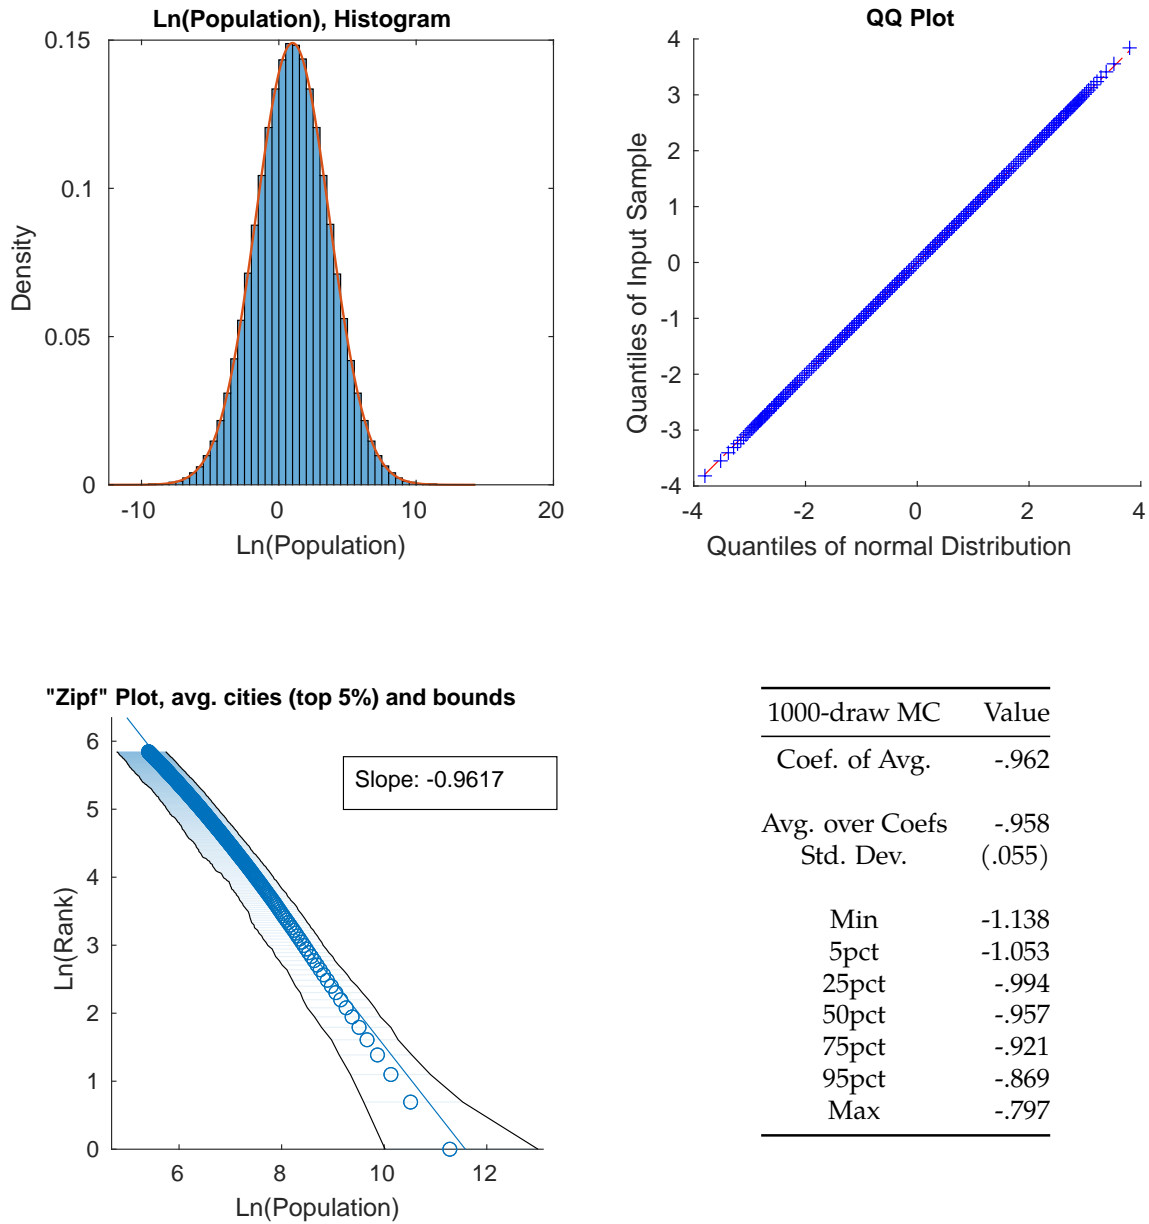 Ln(Population), Histogram
0.15
0.1
0.05
0
Density
-10
0
10
20
Ln(Population)
QQ Plot
4
3
2
1
0
-1
-2
-3
-4
Quantiles of Input Sample
-4
-2
0
2
4
Quantiles of normal Distribution
"Zipf" Plot, avg. cities (top 5%) and bounds
6
5
4
3
2
1
0
Ln(Rank)
Slope: -0.9617
6
8
10
12
Ln(Population)
1000-draw MC Value
Coef. of Avg. -.962
Avg. over Coefs -.958
Std. Dev. (.055)
Min -1.138
5pct -1.053
25pct -.994
50pct -.957
75pct -.921
95pct -.869
Max -.797